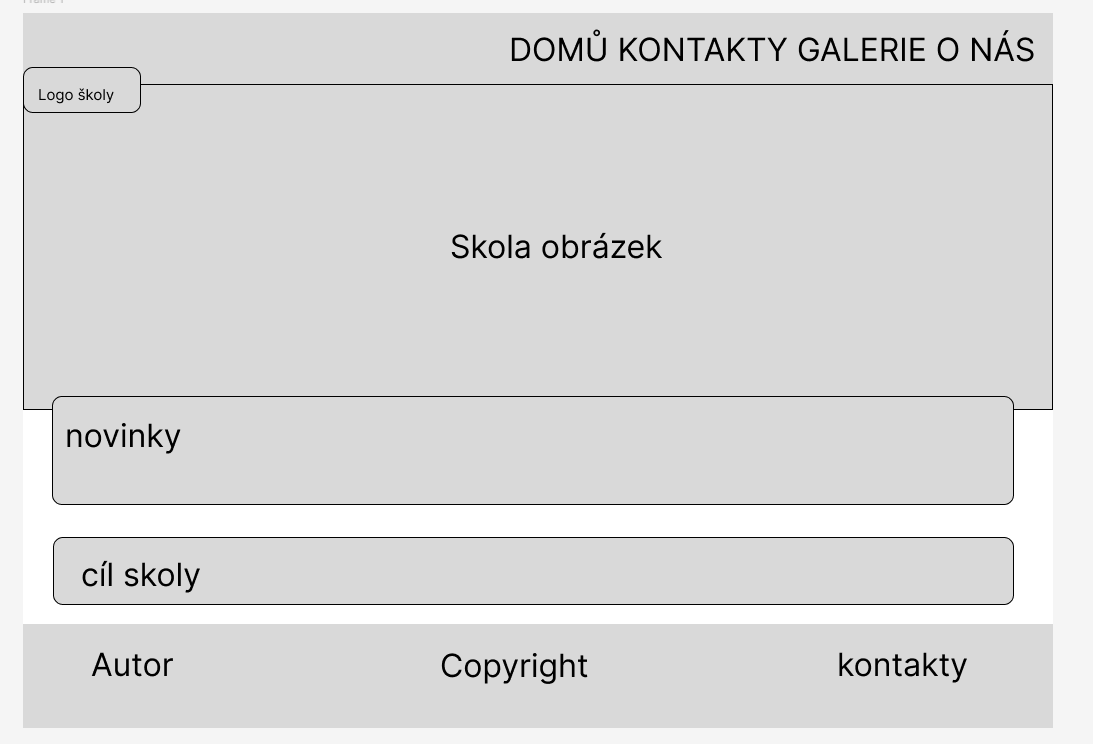 DOMŮ KONTAKTY GALERIE O NÁS
Logo školy
Skola obrázek
novinky
cíl skoly
Autor Copyright kontakty